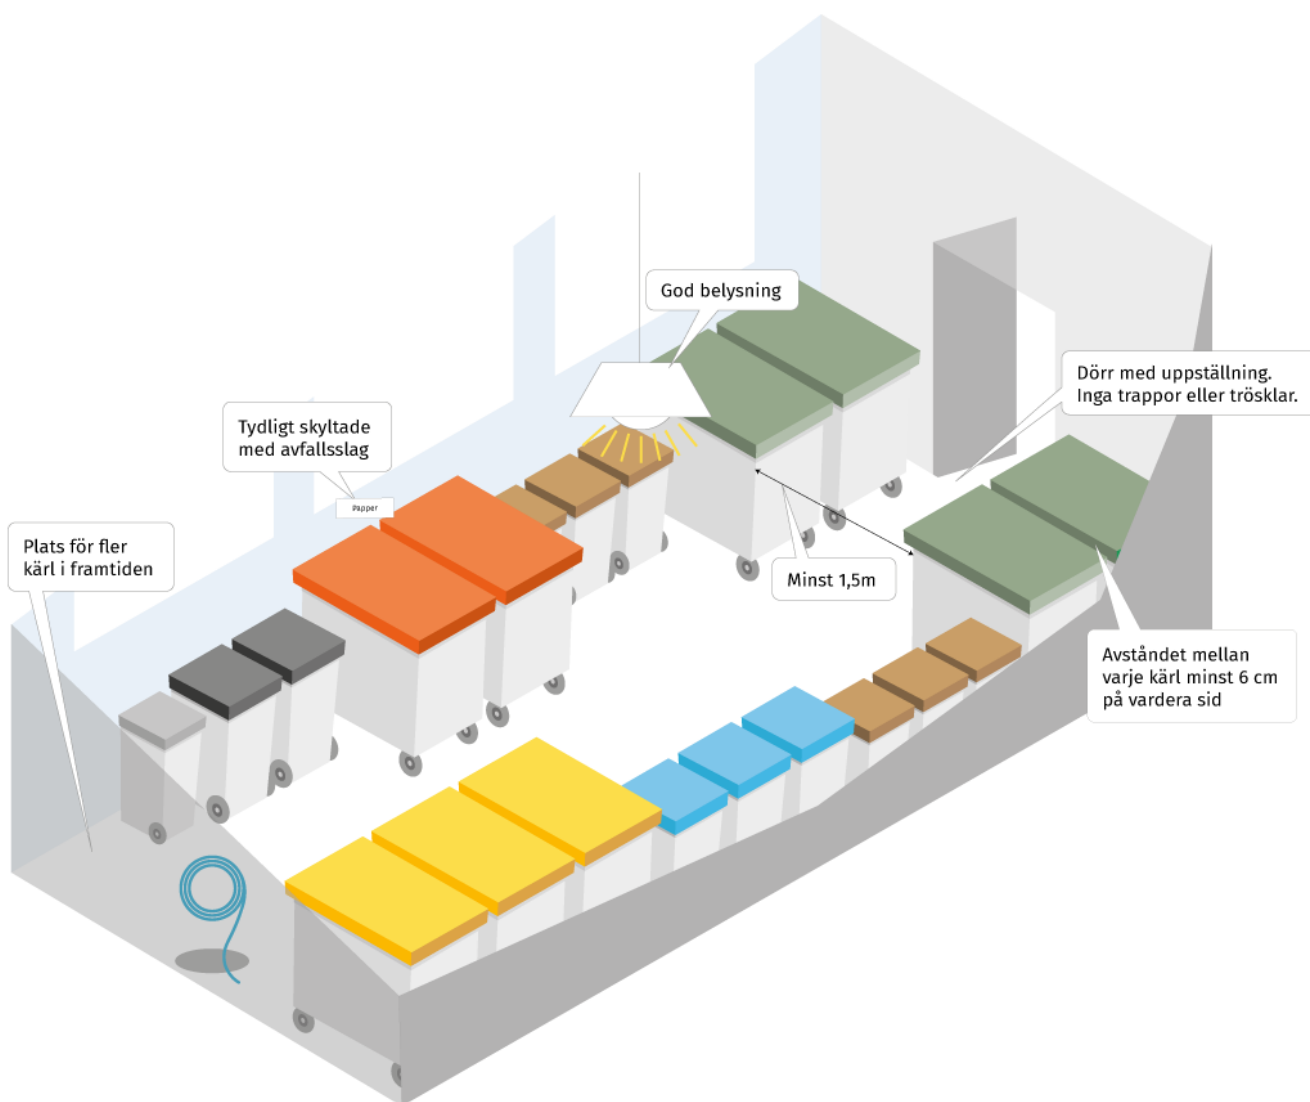 God belysning
Dörr med uppställning.
Inga trappor eller trösklar.
Tydligt skyltade
med avfallsslag
Papper
Plats för fler
kärl i framtiden
Minst 1,5m
Avståndet mellan
varje kärl minst 6 cm
på vardera sid